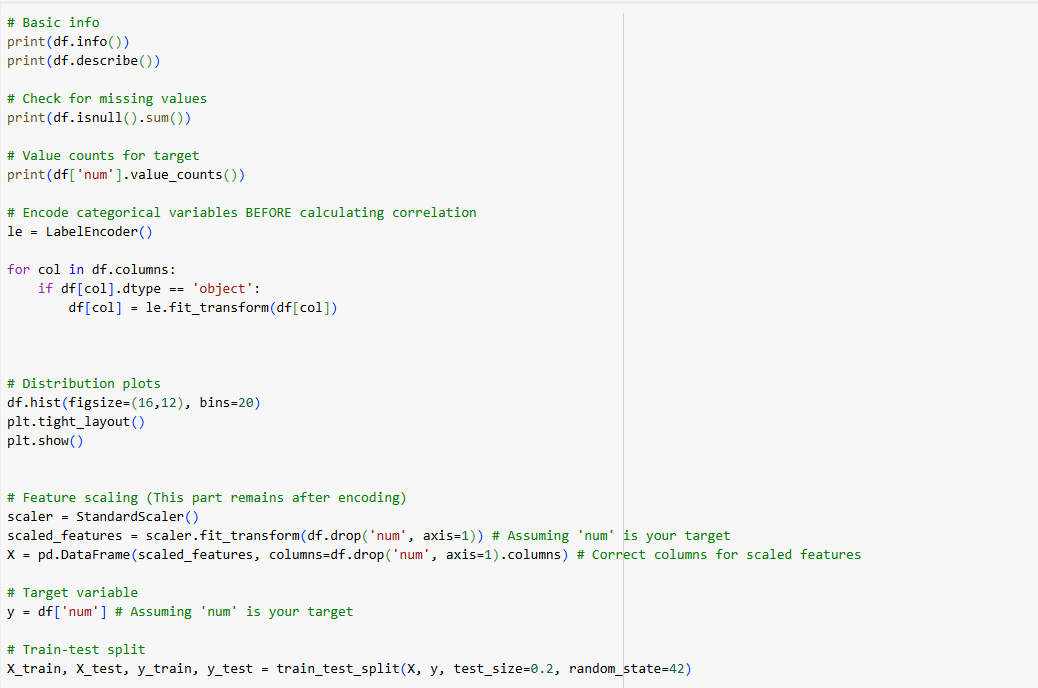 # Basic info
print(df.info())
print(df.describe())
# Check for missing values
print(df.isnull().sum())
# Value counts for target
print(df['num'].value_counts())
# Encode categorical variables BEFORE calculating correlation
le = LabelEncoder()
for col in df.columns:
    if df[col].dtype == 'object':
        df[col] = le.fit_transform(df[col])
# Distribution plots
df.hist(figsize=(16,12), bins=20)
plt.tight_layout()
plt.show()
# Feature scaling (This part remains after encoding)
scaler = StandardScaler()
scaled_features = scaler.fit_transform(df.drop('num', axis=1)) # Assuming 'num' is your target
X = pd.DataFrame(scaled_features, columns=df.drop('num', axis=1).columns) # Correct columns for scaled features
# Target variable
y = df['num'] # Assuming 'num' is your target
# Train-test split
X_train, X_test, y_train, y_test = train_test_split(X, y, test_size=0.2, random_state=42)